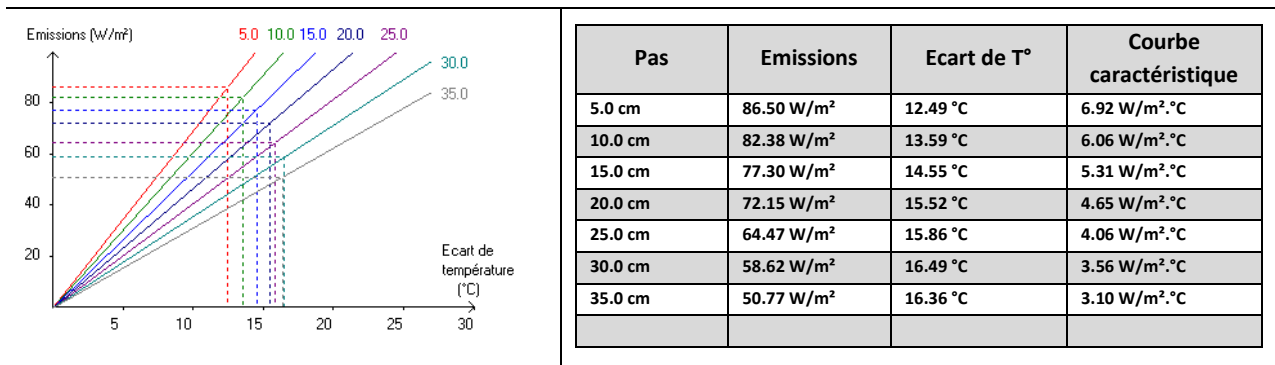 Emissions (W/m²)
5.0 10.0 15.0 20.0 25.0
30.0
35.0
80
60
40
20
Ecart de
température
(°C)
5 10 15 20 25 30
Pas Emissions Ecart de T° Courbe
caractéristique
5.0 cm 86.50 W/m² 12.49 °C 6.92 W/m².°C
10.0 cm 82.38 W/m² 13.59 °C 6.06 W/m².°C
15.0 cm 77.30 W/m² 14.55 °C 5.31 W/m².°C
20.0 cm 72.15 W/m² 15.52 °C 4.65 W/m².°C
25.0 cm 64.47 W/m² 15.86 °C 4.06 W/m².°C
30.0 cm 58.62 W/m² 16.49 °C 3.56 W/m².°C
35.0 cm 50.77 W/m² 16.36 °C 3.10 W/m².°C